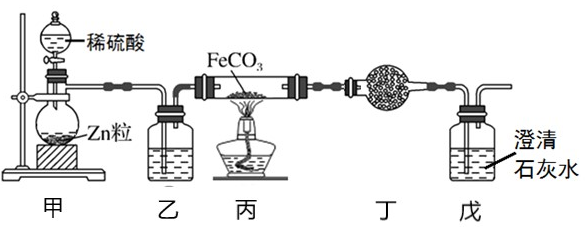 稀硫酸
FeCO₃
Zn粒
澄清
石灰水
甲 乙 丙 丁 戊